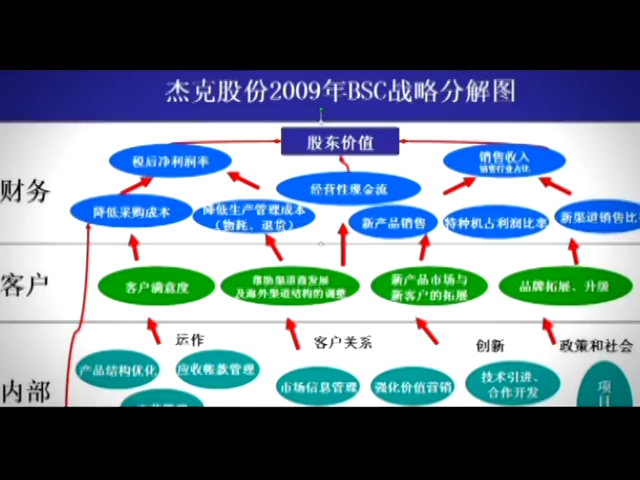 杰克股份2009年BSC战略分解图
股东价值
税后净利润率
销售收入
销售行业占比
财务
经营性现金流
降低采购成本
降低生产管理成本
(物耗、退货)
新产品销售
特种机占利润比率
新渠道销售比
客户
客户满意度
帮助渠道商发展
及海外渠道结构的调整
新产品市场与
新客户的拓展
品牌拓展、升级
运作
客户关系
创新
政策和社会
内部
产品结构优化
应收帐款管理
市场信息管理
强化价值营销
技术引进、
合作开发
项
目